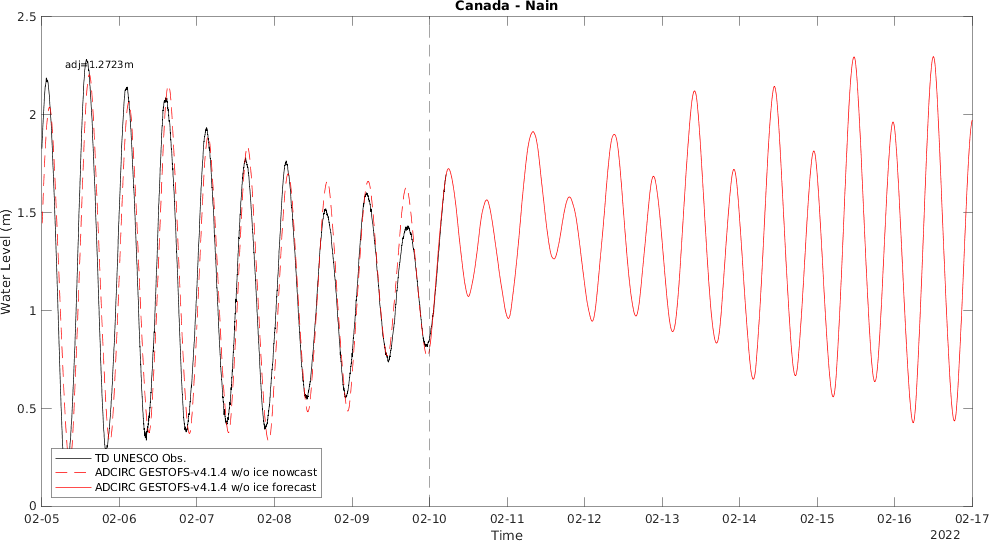 Canada - Nain
adj=1.2723m
2.5
2
1.5
1
0.5
0
Water Level (m)
TD UNESCO Obs.
ADCIRC GESTOFS-v4.1.4 w/o ice nowcast
ADCIRC GESTOFS-v4.1.4 w/o ice forecast
02-05 02-06 02-07 02-08 02-09 02-10 02-11 02-12 02-13 02-14 02-15 02-16 02-17
Time
2022